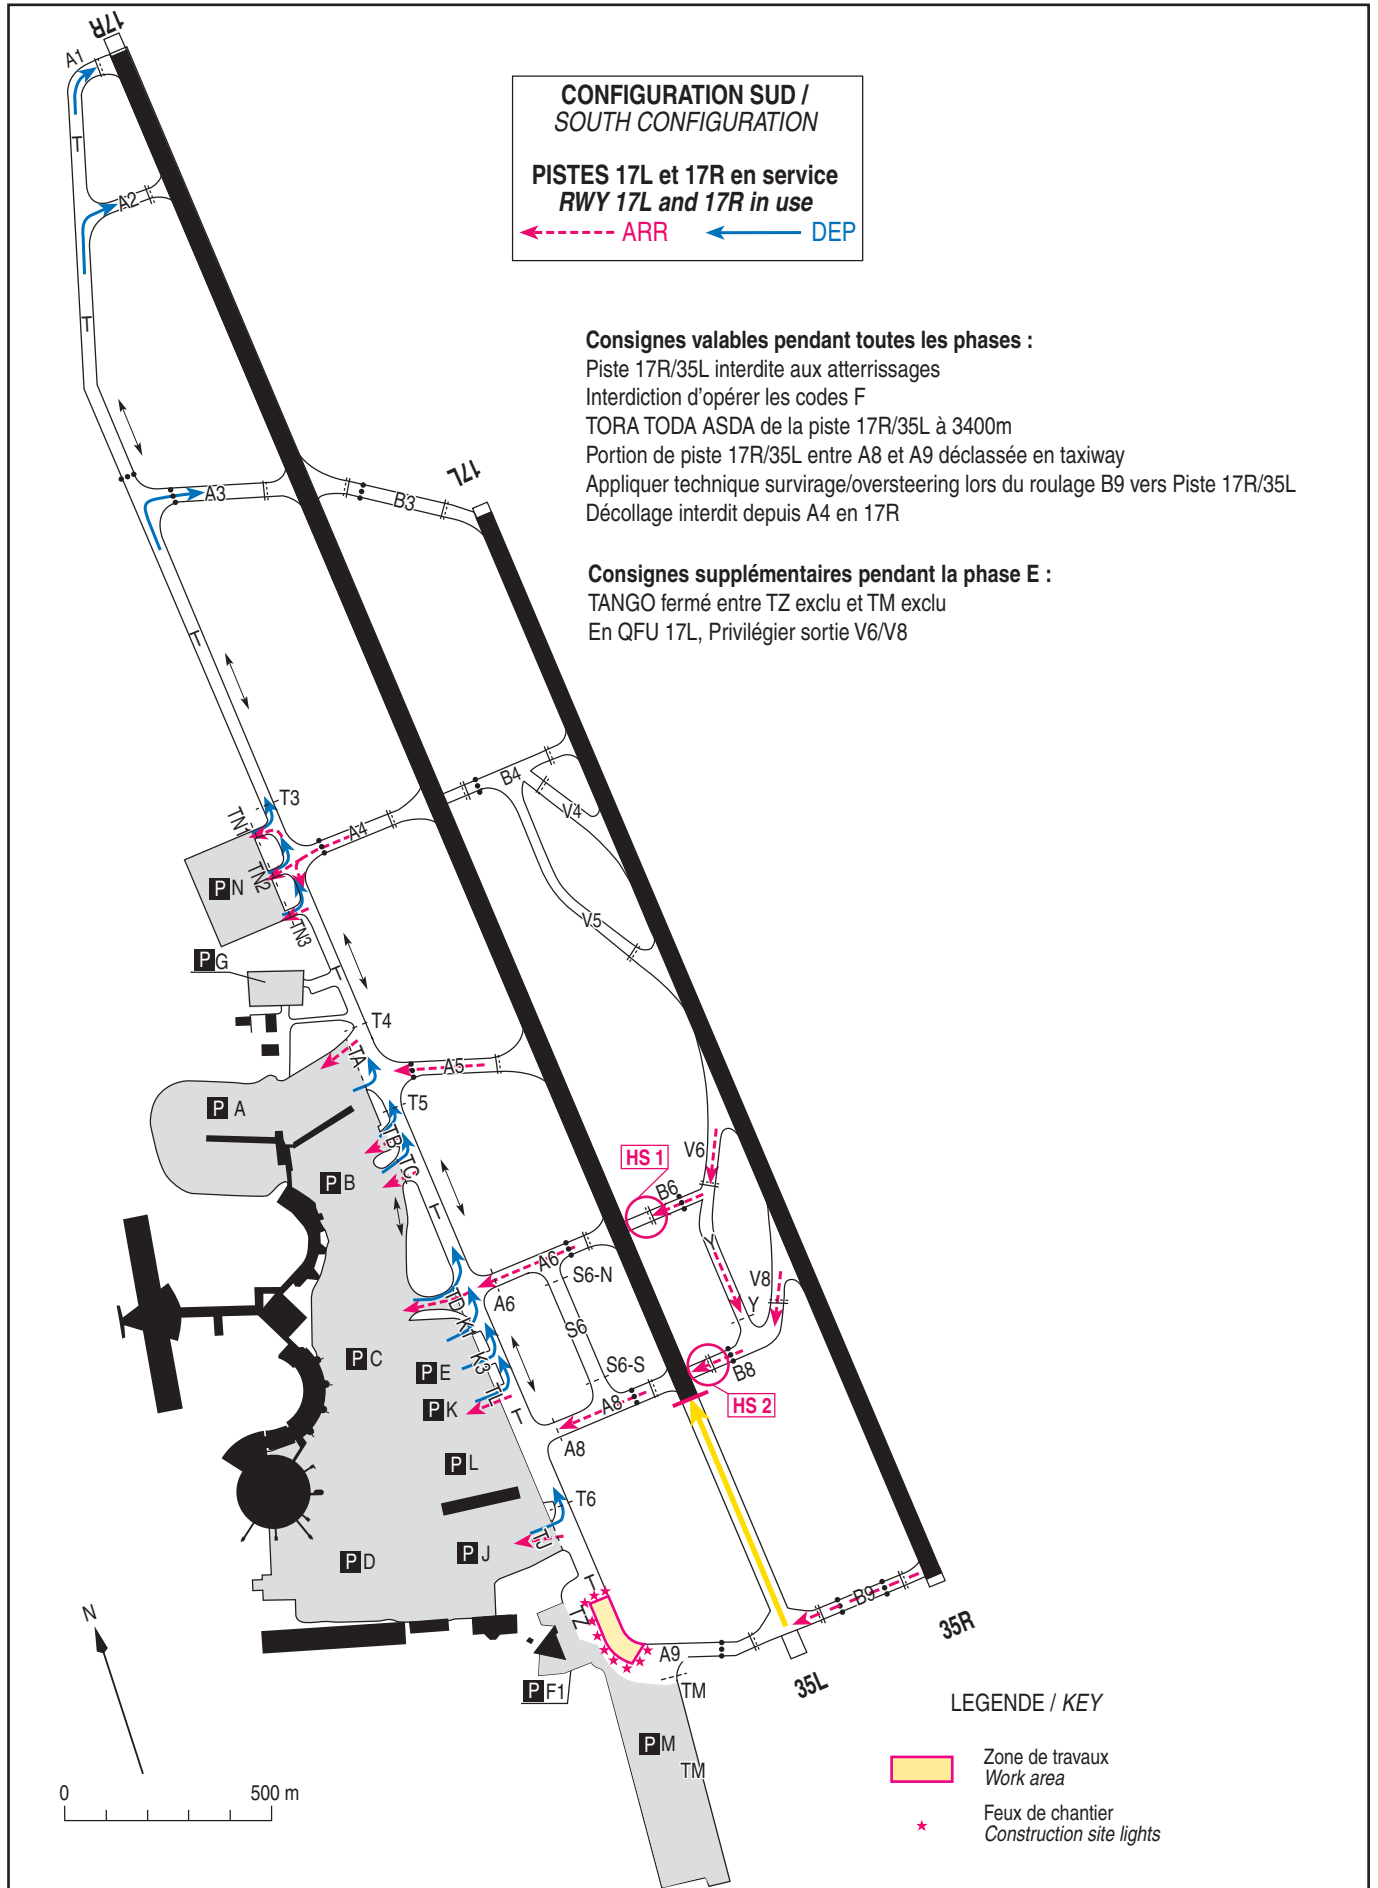 17R
A1
CONFIGURATION SUD /
SOUTH CONFIGURATION
PISTES 17L et 17R en service
RWY 17L and 17R in use
ARR
DEP
T
A2
T
Consignes valables pendant toutes les phases :
Piste 17R/35L interdite aux atterrissages
Interdiction d'opérer les codes F
TORA TODA ASDA de la piste 17R/35L à 3400m
Portion de piste 17R/35L entre A8 et A9 déclassée en taxiway
Appliquer technique survirage/oversteering lors du roulage B9 vers Piste 17R/35L
Décollage interdit depuis A4 en 17R
17L
A3
B3
Consignes supplémentaires pendant la phase E :
TANGO fermé entre TZ exclu et TM exclu
En QFU 17L, Privilégier sortie V6/V8
T
T3
B4
V4
TN1
A4
TN2
P N
V5
TN3
P G
T
T4
TA
A5
T5
P A
TB
V6
HS 1
TC
P B
B6
T
Y
A6
S6-N
V8
TD
A6
Y
K1
S6
P C
K3
S6-S
P E
B8
TL
HS 2
P K
T
A8
A8
P L
T6
TJ
P J
P D
T
B9
TZ
N
A9
35R
35L
TM
P F1
LEGENDE / KEY
P M
TM
Zone de travaux
Work area
0
500 m
Feux de chantier
Construction site lights